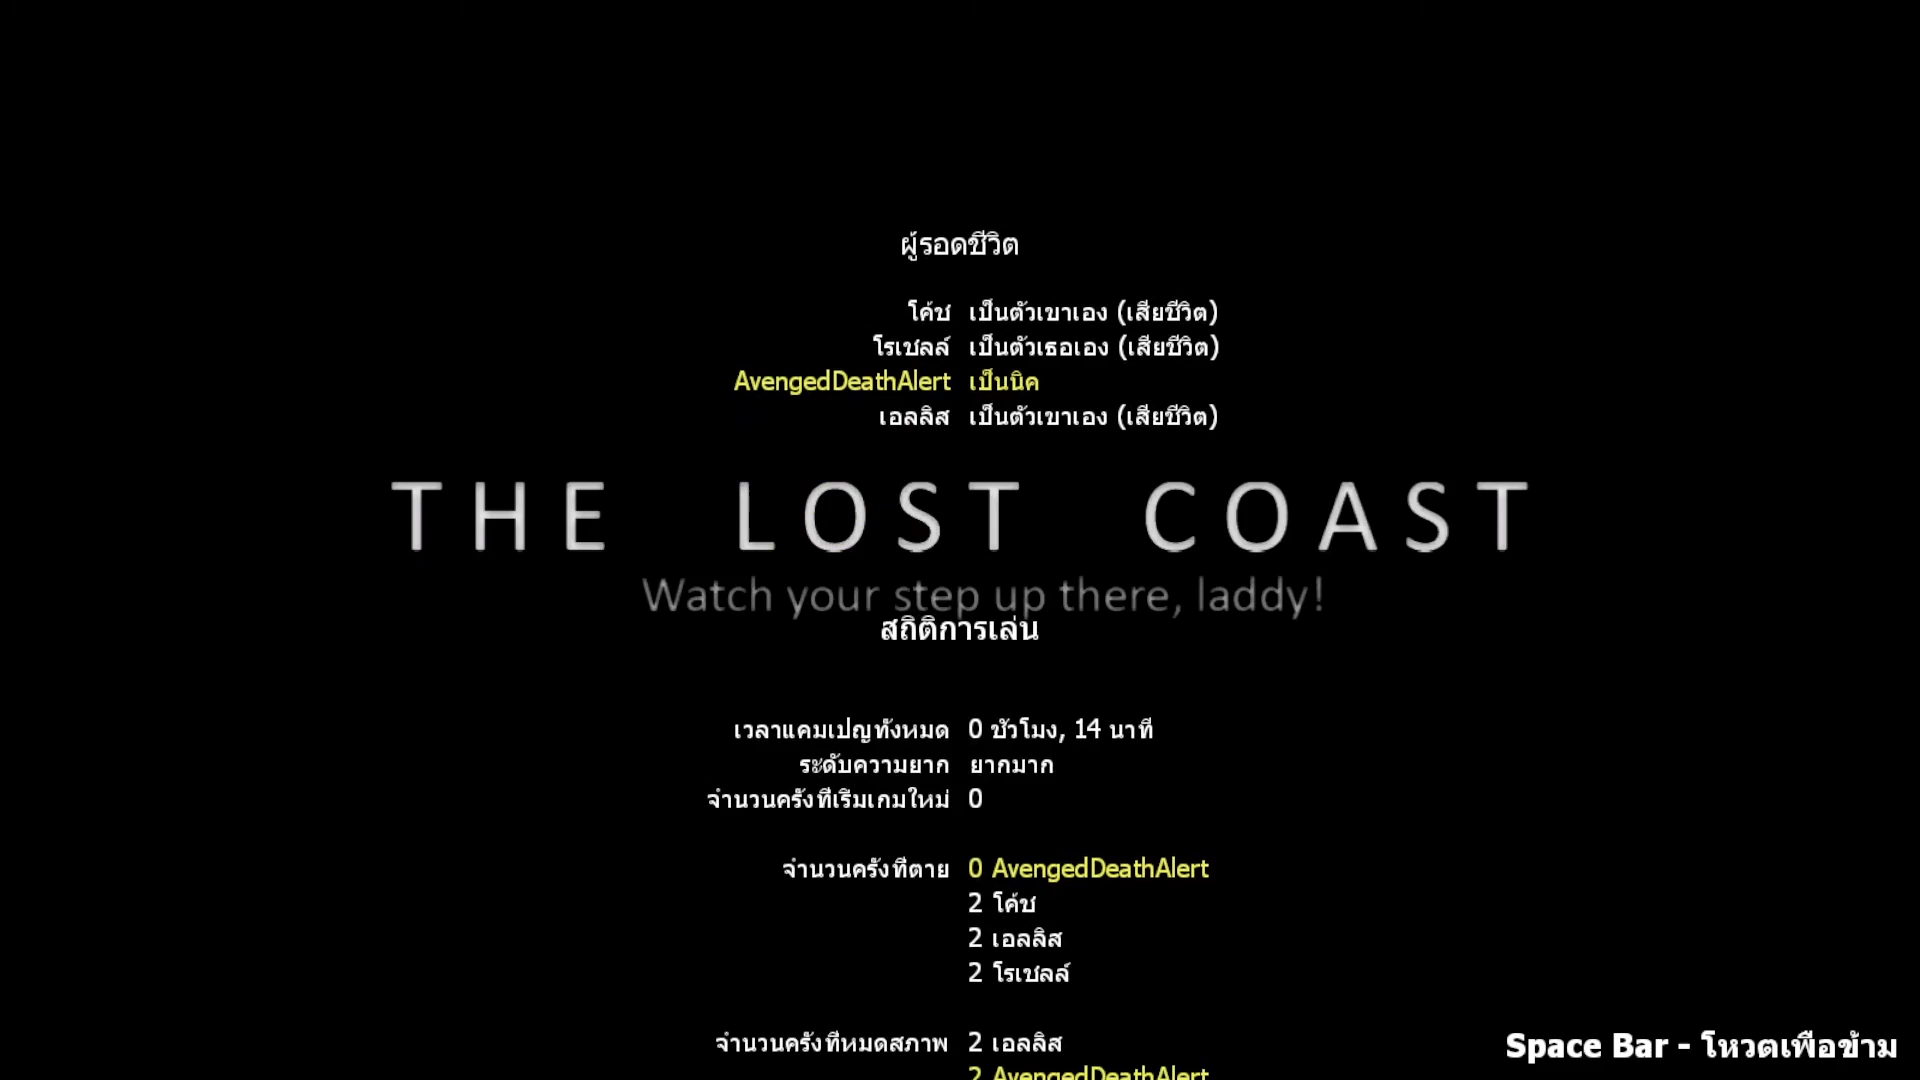 ผู้รอดชีวิต
โค้ช เป็นตัวเขาเอง (เสียชีวิต)
โรเชลล์ เป็นตัวเธอเอง (เสียชีวิต)
AvengedDeathAlert เป็นนิค
เอลลิส เป็นตัวเขาเอง (เสียชีวิต)
THE LOST COAST
Watch your step up there, laddy!
สถิติการเล่น
เวลาแคมเปญทั้งหมด 0 ชั่วโมง, 14 นาที
ระดับความยาก ยากมาก
จำนวนครั้งที่เริ่มเกมใหม่ 0
จำนวนครั้งที่ตาย 0 AvengedDeathAlert
2 โค้ช
2 เอลลิส
2 โรเชลล์
จำนวนครั้งที่หมดสภาพ 2 เอลลิส
2 AvengedDeathAlert
Space Bar - โหวตเพื่อข้าม